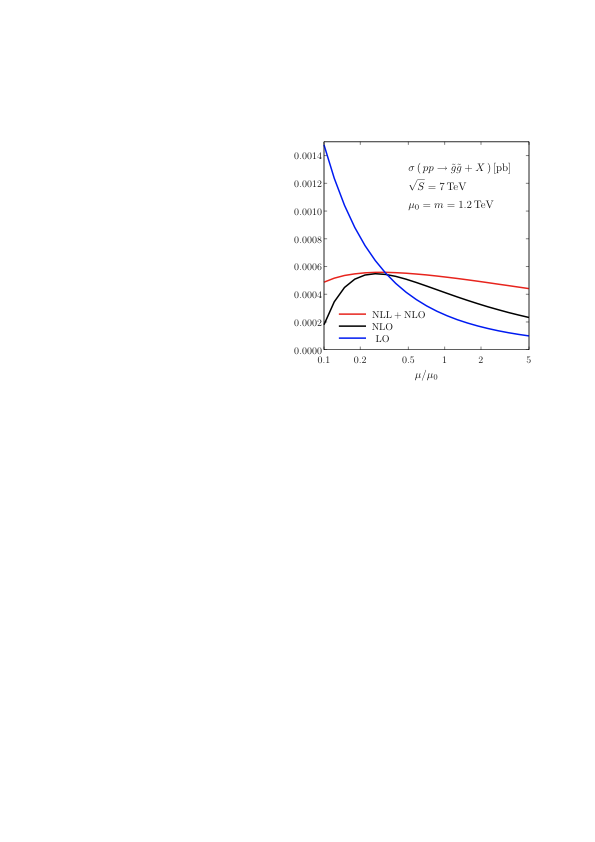 0.0014
σ ( pp → g̃g̃ + X ) [pb]
0.0012
√S = 7 TeV
0.0010
μ₀ = m = 1.2 TeV
0.0008
0.0006
0.0004
NLL + NLO
0.0002
NLO
LO
0.0000
0.1 0.2 0.5 1 2 5
μ/μ₀